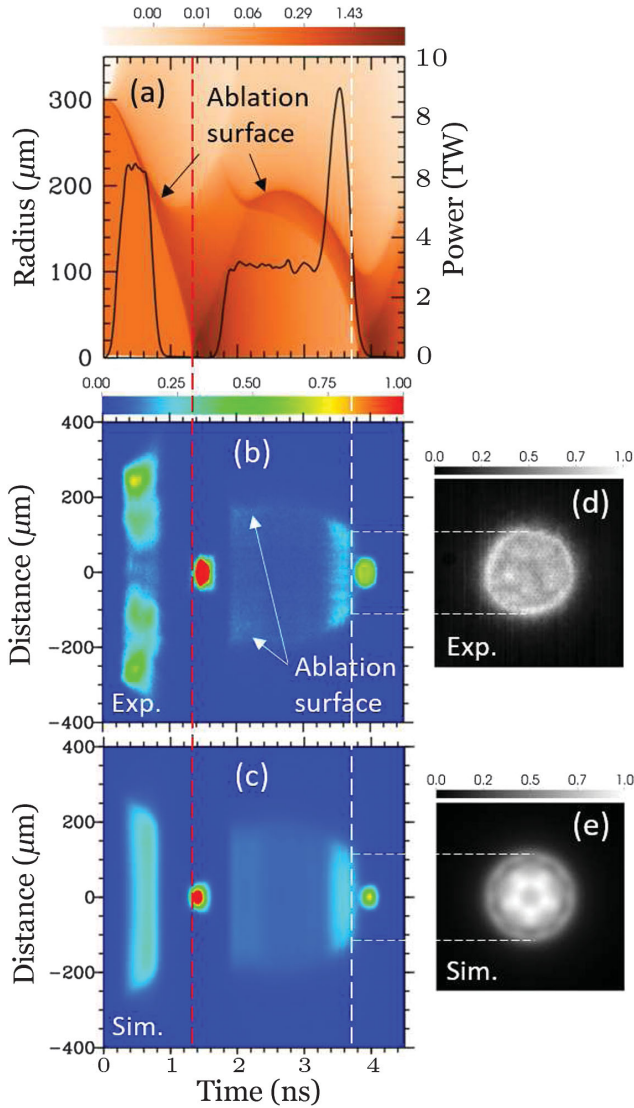 0.00 0.01 0.06 0.29 1.43
(a)
Ablation
surface
Radius (μm)
300
200
100
0
10
8
6
4
2
0
Power (TW)
0.00 0.25 0.50 0.75 1.00
(b)
Distance (μm)
400
200
0
−200
−400
Ablation
surface
Exp.
0.0 0.2 0.5 0.7 1.0
(d)
Exp.
(c)
Distance (μm)
400
200
0
−200
−400
Sim.
0.0 0.2 0.5 0.7 1.0
(e)
Sim.
0 1 2 3 4
Time (ns)